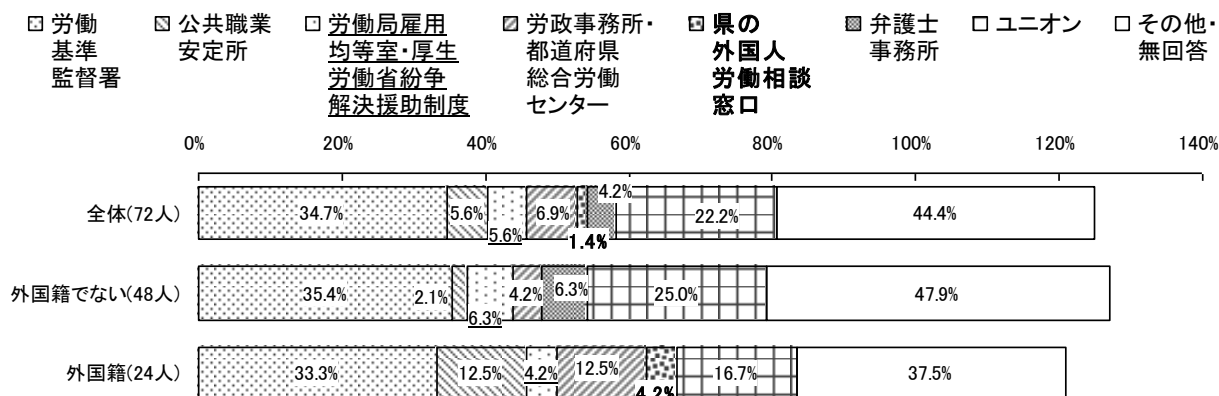 労働
基準
監督署
公共職業
安定所
労働局雇用
均等室・厚生
労働省紛争
解決援助制度
労政事務所・
都道府県
総合労働
センター
県の
外国人
労働相談
窓口
弁護士
事務所
ユニオン
その他・
無回答
0% 20% 40% 60% 80% 100% 120% 140%
全体(72人) 34.7% 5.6% 5.6% 6.9% 1.4% 4.2% 22.2% 44.4%
外国籍でない(48人) 35.4% 2.1% 6.3% 4.2% 6.3% 25.0% 47.9%
外国籍(24人) 33.3% 12.5% 4.2% 12.5% 4.2% 16.7% 37.5%